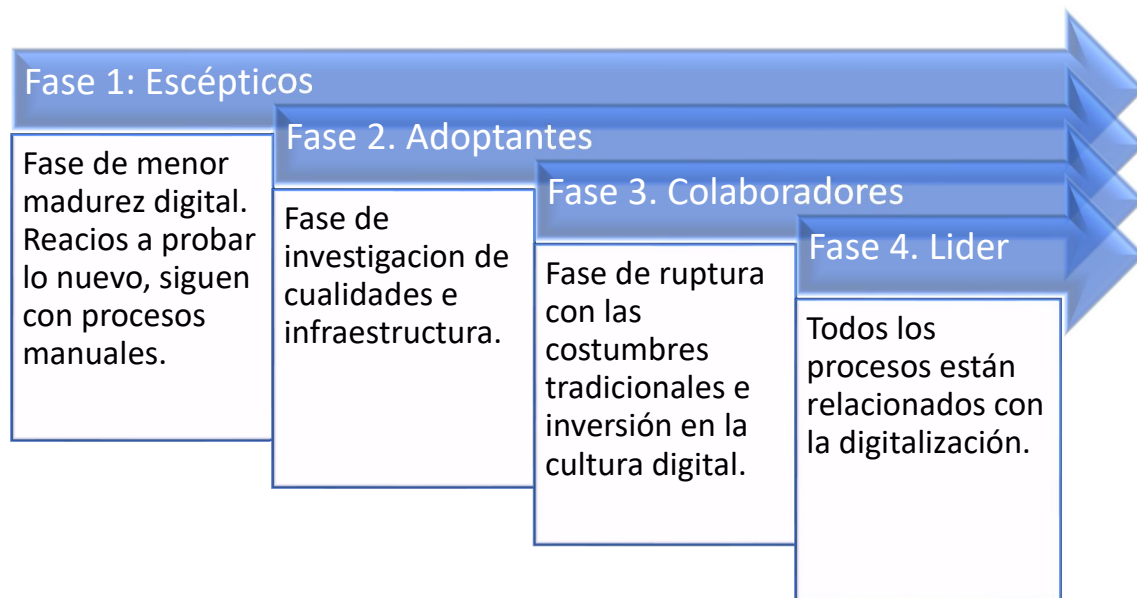 Fase 1: Escépticos
Fase de menor
madurez digital.
Reacios a probar
lo nuevo, siguen
con procesos
manuales.
Fase 2. Adoptantes
Fase de
investigacion de
cualidades e
infraestructura.
Fase 3. Colaboradores
Fase de ruptura
con las
costumbres
tradicionales e
inversión en la
cultura digital.
Fase 4. Lider
Todos los
procesos están
relacionados con
la digitalización.